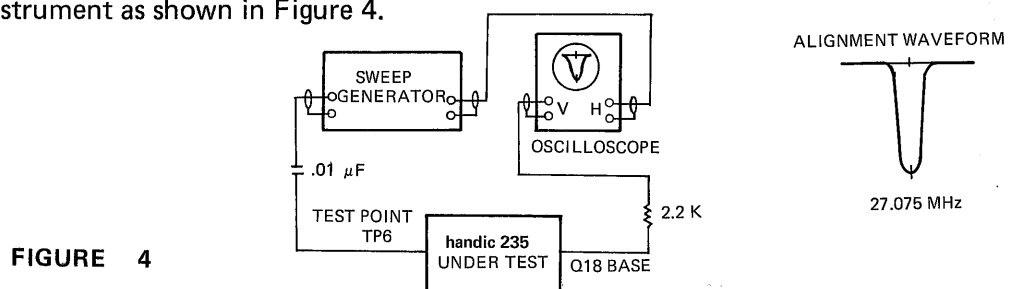 strument as shown in Figure 4.
ALIGNMENT WAVEFORM
SWEEP
GENERATOR
V H
OSCILLOSCOPE
.01 µF
2.2 K
27.075 MHz
TEST POINT
TP6
handic 235
UNDER TEST
Q18 BASE
FIGURE 4